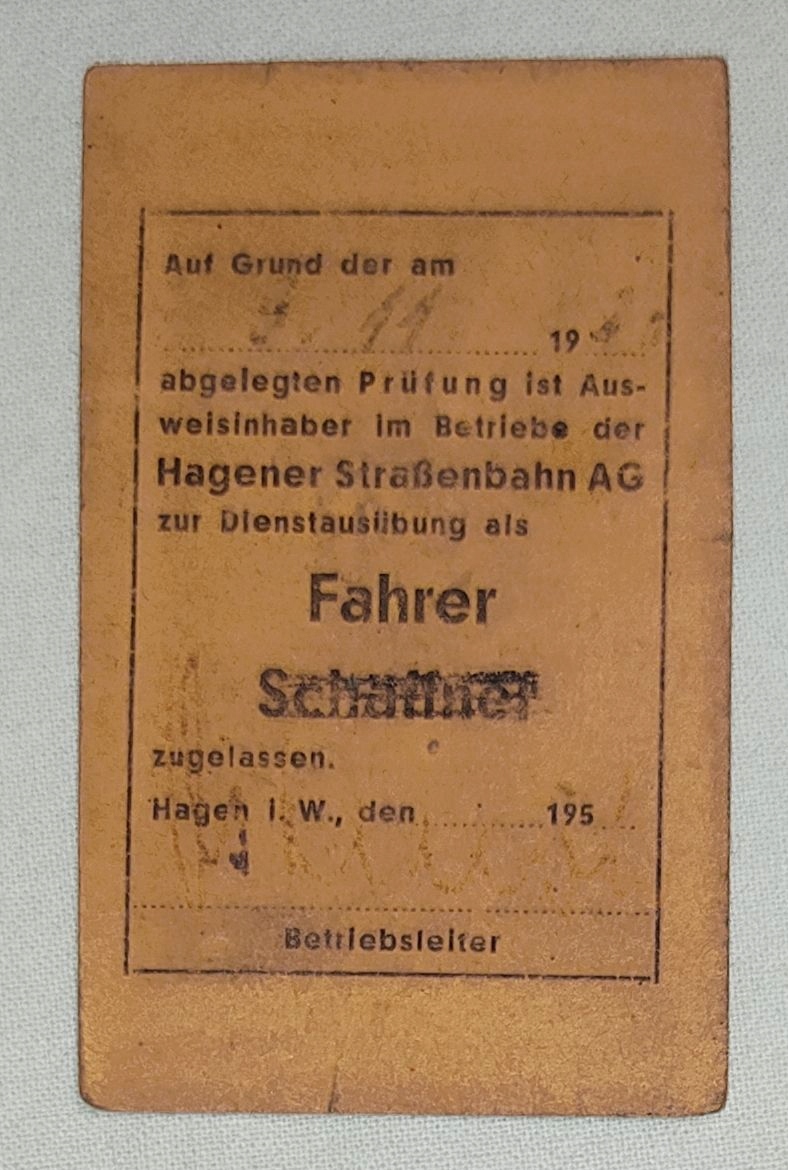 Auf Grund der am
11 19
abgelegten Prüfung ist Aus-
weisinhaber im Betriebe der
Hagener Straßenbahn AG
zur Dienstausübung als
Fahrer
Schaffner
zugelassen.
Hagen i. W., den 195
Betriebsleiter